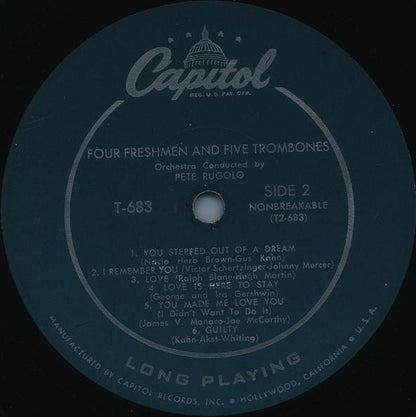 Capitol
REG. U.S. PAT. OFF.
FOUR FRESHMEN AND FIVE TROMBONES
Orchestra Conducted by
PETE RUGOLO
T-683
SIDE 2
NONBREAKABLE
(T2-683)
1. YOU STEPPED OUT OF A DREAM
(Nacio Herb Brown-Gus Kahn)
2. I REMEMBER YOU (Victor Schertzinger-Johnny Mercer)
3. LOVE (Ralph Blane-Hugh Martin)
4. LOVE IS HERE TO STAY
(George and Ira Gershwin)
5. YOU MADE ME LOVE YOU
(I Didn't Want To Do It)
(James V. Monaco-Joe McCarthy)
6. GUILTY
(Kahn-Akst-Whiting)
LONG PLAYING
MANUFACTURED BY CAPITOL RECORDS, INC. • HOLLYWOOD, CALIFORNIA • U.S.A.